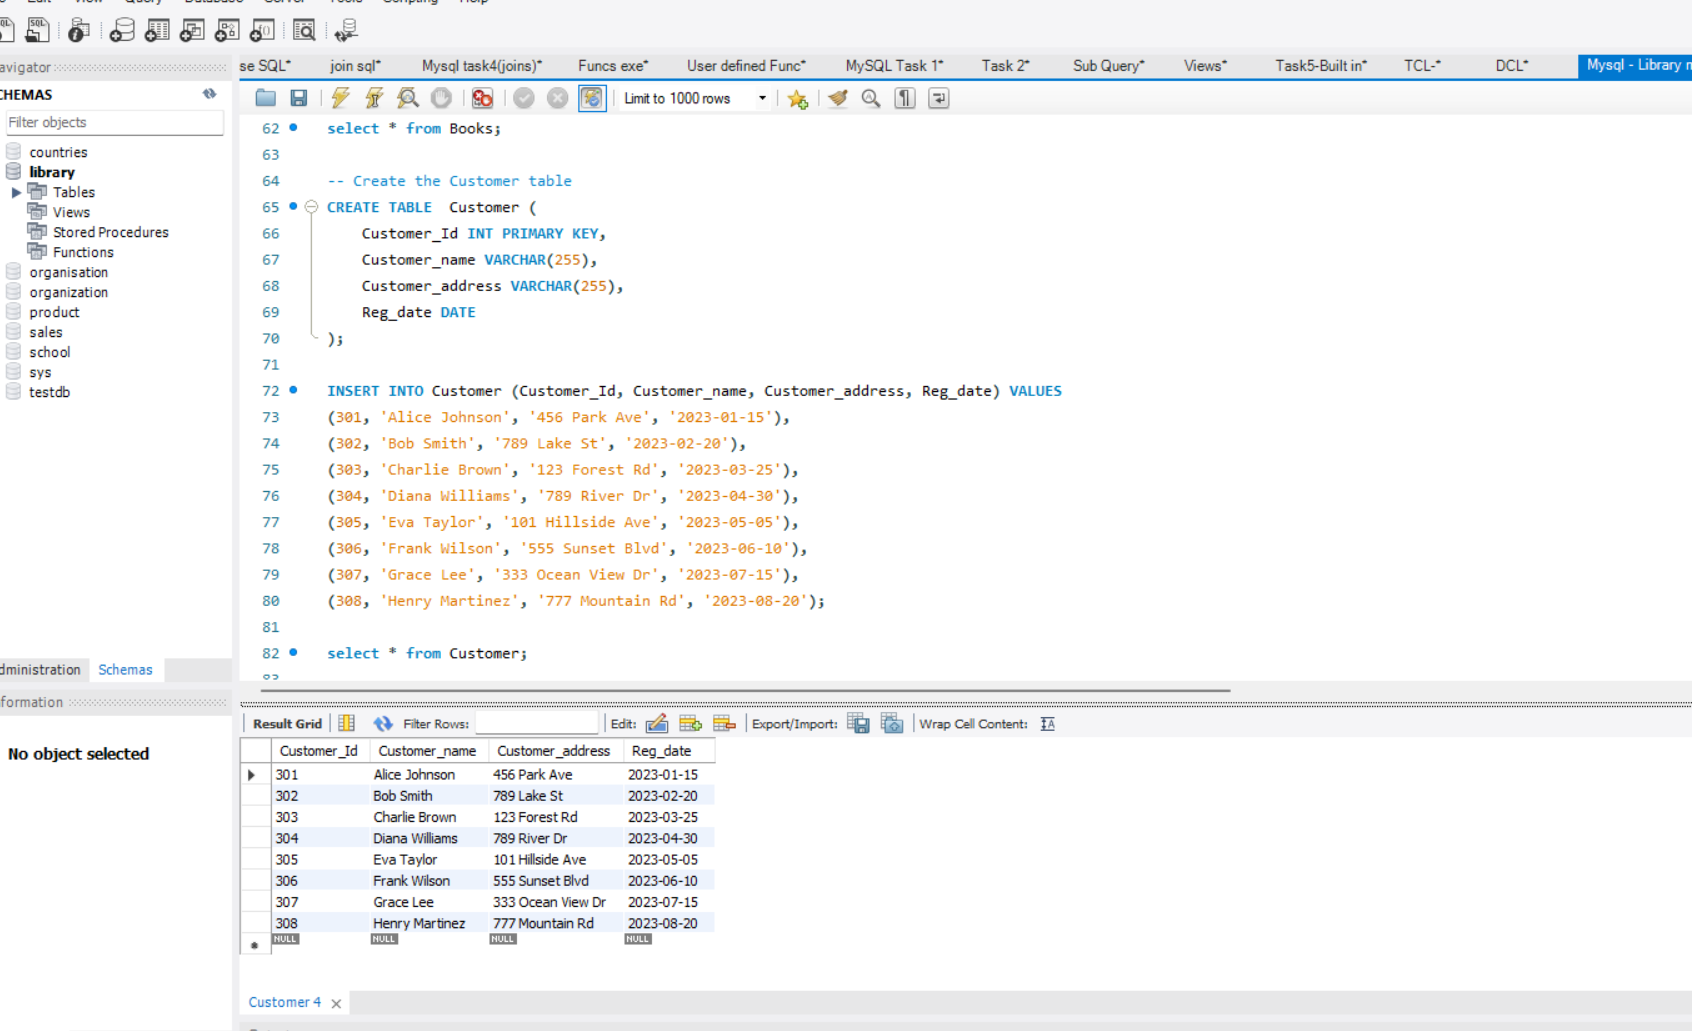 View Query Database Server Tools Scripting Help
avigator
CHEMAS
Filter objects
countries
library
Tables
Views
Stored Procedures
Functions
organisation
organization
product
sales
school
sys
testdb
dministration Schemas
formation
No object selected
se SQL* join sql* Mysql task4(joins)* Funcs exe* User defined Func* MySQL Task 1* Task 2* Sub Query* Views* Task5-Built in* TCL-* DCL* Mysql - Library
Limit to 1000 rows
62 select * from Books;
63
64 -- Create the Customer table
65 CREATE TABLE  Customer (
66 Customer_Id INT PRIMARY KEY,
67 Customer_name VARCHAR(255),
68 Customer_address VARCHAR(255),
69 Reg_date DATE
70 );
71
72 INSERT INTO Customer (Customer_Id, Customer_name, Customer_address, Reg_date) VALUES
73 (301, 'Alice Johnson', '456 Park Ave', '2023-01-15'),
74 (302, 'Bob Smith', '789 Lake St', '2023-02-20'),
75 (303, 'Charlie Brown', '123 Forest Rd', '2023-03-25'),
76 (304, 'Diana Williams', '789 River Dr', '2023-04-30'),
77 (305, 'Eva Taylor', '101 Hillside Ave', '2023-05-05'),
78 (306, 'Frank Wilson', '555 Sunset Blvd', '2023-06-10'),
79 (307, 'Grace Lee', '333 Ocean View Dr', '2023-07-15'),
80 (308, 'Henry Martinez', '777 Mountain Rd', '2023-08-20');
81
82 select * from Customer;
83
Result Grid Filter Rows: Edit: Export/Import: Wrap Cell Content:
Customer_Id Customer_name Customer_address Reg_date
301 Alice Johnson 456 Park Ave 2023-01-15
302 Bob Smith 789 Lake St 2023-02-20
303 Charlie Brown 123 Forest Rd 2023-03-25
304 Diana Williams 789 River Dr 2023-04-30
305 Eva Taylor 101 Hillside Ave 2023-05-05
306 Frank Wilson 555 Sunset Blvd 2023-06-10
307 Grace Lee 333 Ocean View Dr 2023-07-15
308 Henry Martinez 777 Mountain Rd 2023-08-20
NULL NULL NULL NULL
Customer 4